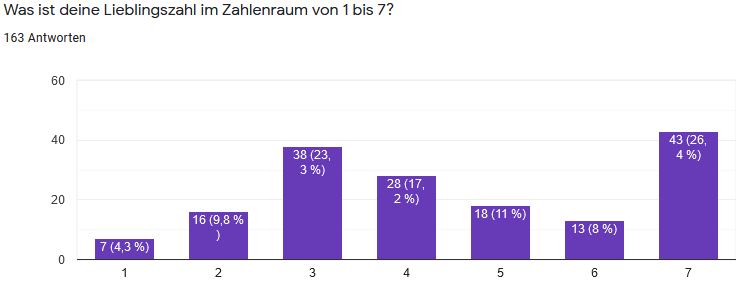 Was ist deine Lieblingszahl im Zahlenraum von 1 bis 7?
163 Antworten
60
40
20
0
7 (4,3 %)
16 (9,8 %
)
38 (23,
3 %)
28 (17,
2 %)
18 (11 %)
13 (8 %)
43 (26,
4 %)
1 2 3 4 5 6 7